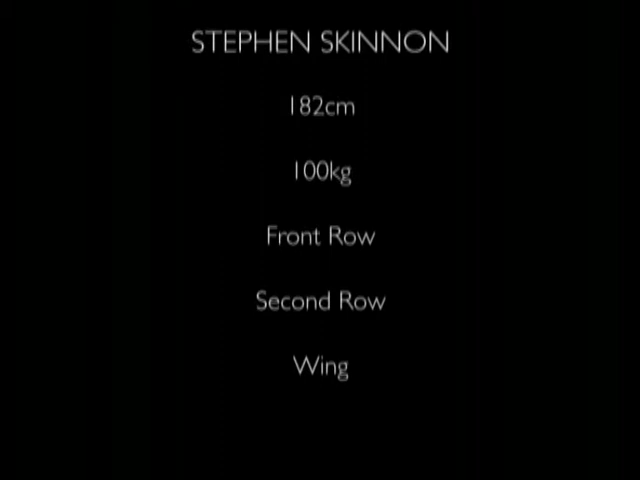 STEPHEN SKINNON
182cm
100kg
Front Row
Second Row
Wing